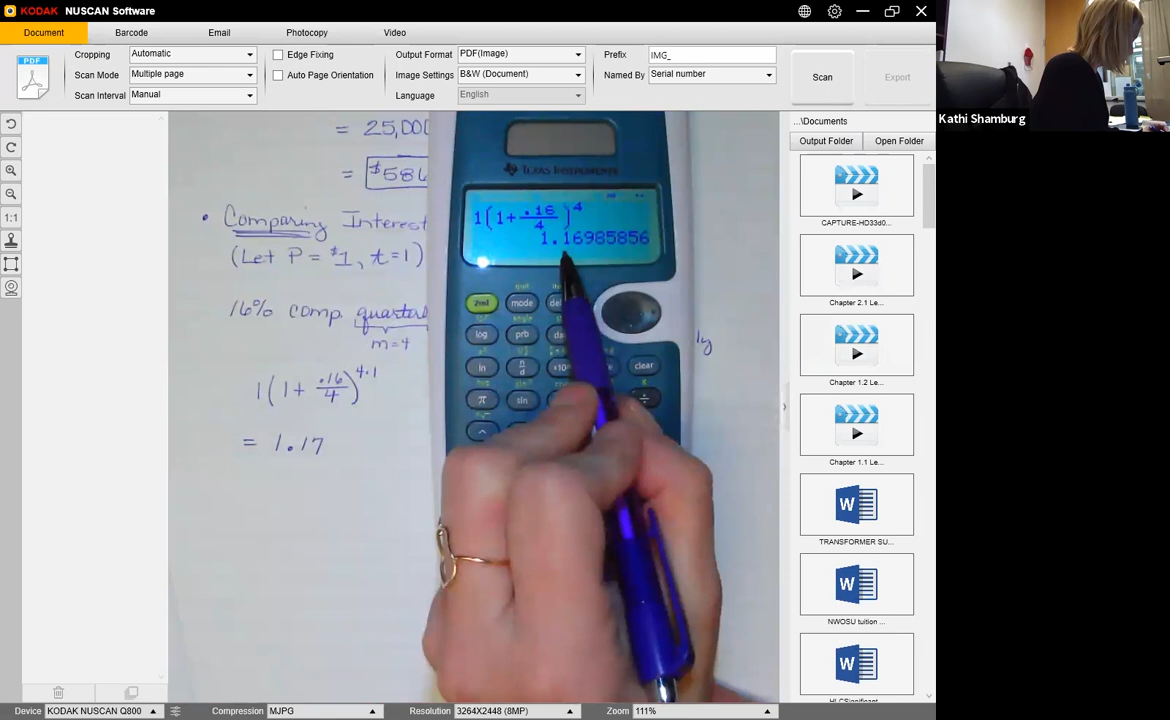 KODAK NUSCAN Software
Document Barcode Email Photocopy Video
PDF
Cropping Automatic
Scan Mode Multiple page
Scan Interval Manual
Edge Fixing
Auto Page Orientation
Output Format PDF(Image)
Image Settings B&W (Document)
Language English
Prefix IMG_
Named By Serial number
Scan
Export
Kathi Shamburg
...\Documents
Output Folder Open Folder
CAPTURE-HD33d0...
Chapter 2.1 Le...
Chapter 1.2 Le...
Chapter 1.1 Le...
TRANSFORMER SU...
NWOSU tuition ...
HLCSignificant
1:1
= 25,000
= $586
• Comparing Interest
(Let P = $1, t=1)
16% comp. quarterly
m=4
1(1+ .16/4)^4·1
= 1.17
ly
TEXAS INSTRUMENTS
1(1+ .16/4)^4
1.16985856
2nd mode
log prb
ln n/d clear
π sin ÷
^
Device KODAK NUSCAN Q800 Compression MJPG Resolution 3264X2448 (8MP) Zoom 111%